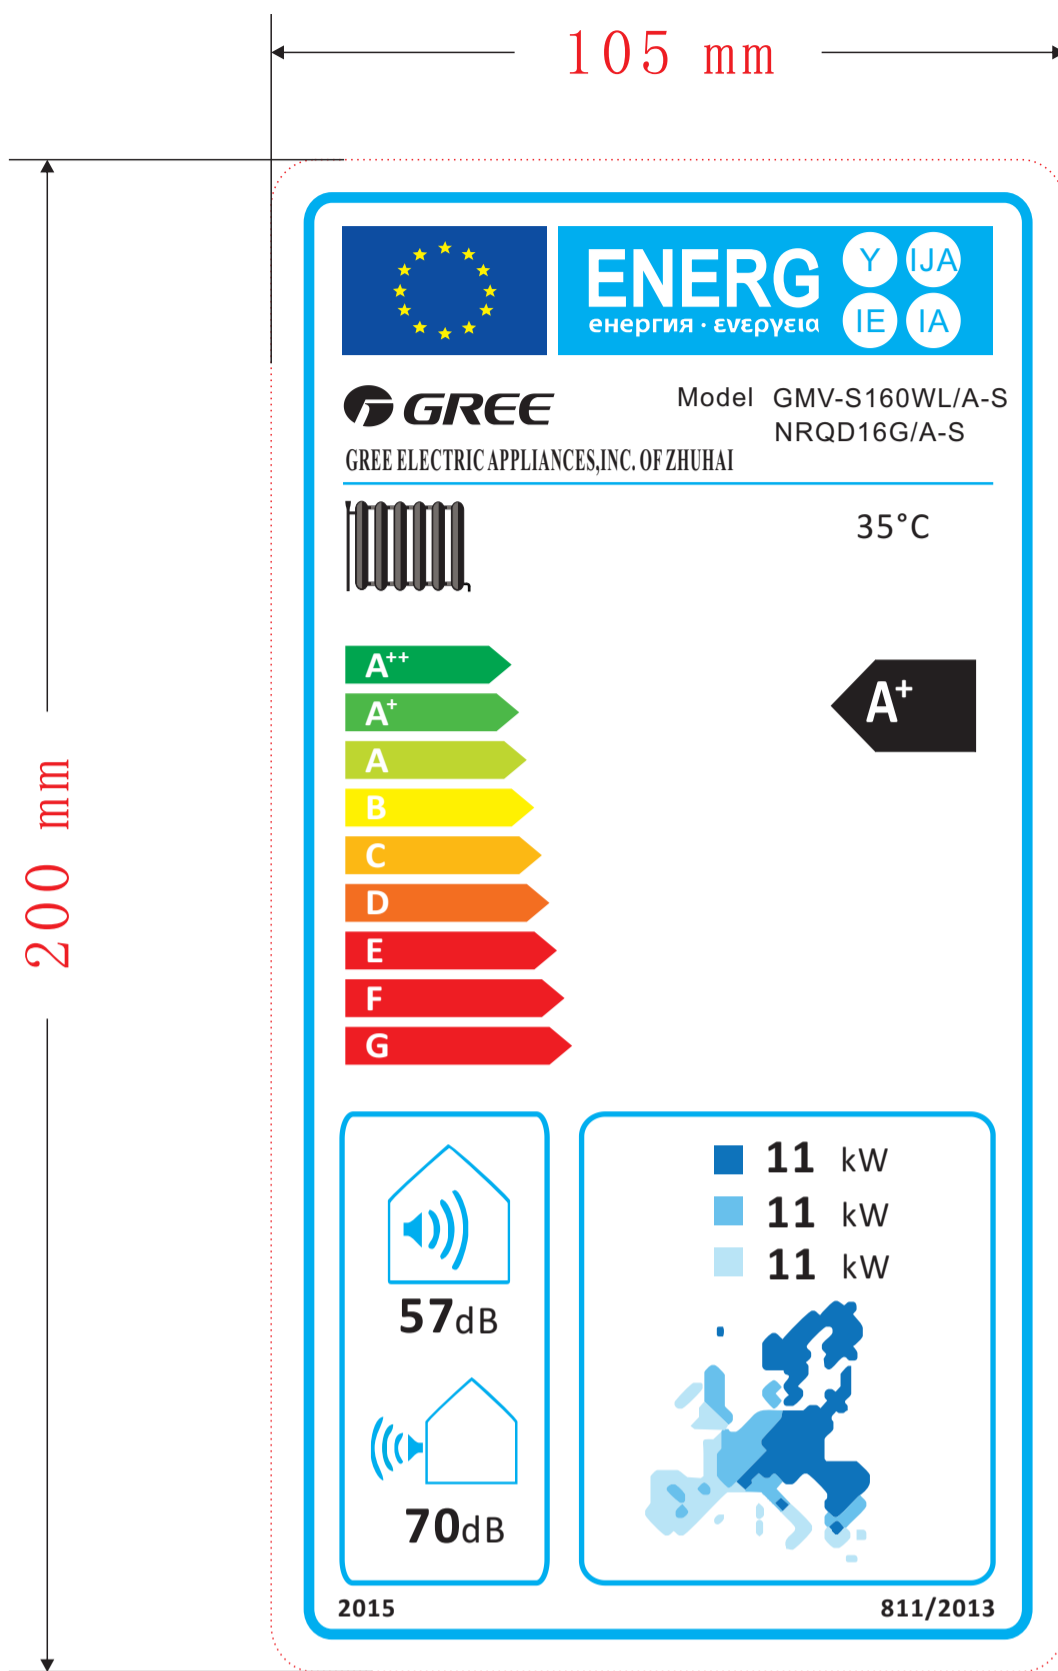 105 mm
200 mm
ENERG
енергия · ενεργεια
Y IJA
IE IA
GREE
Model GMV-S160WL/A-S
NRQD16G/A-S
GREE ELECTRIC APPLIANCES,INC. OF ZHUHAI
35°C
A++
A+
A
B
C
D
E
F
G
A+
57dB
70dB
11 kW
11 kW
11 kW
2015
811/2013